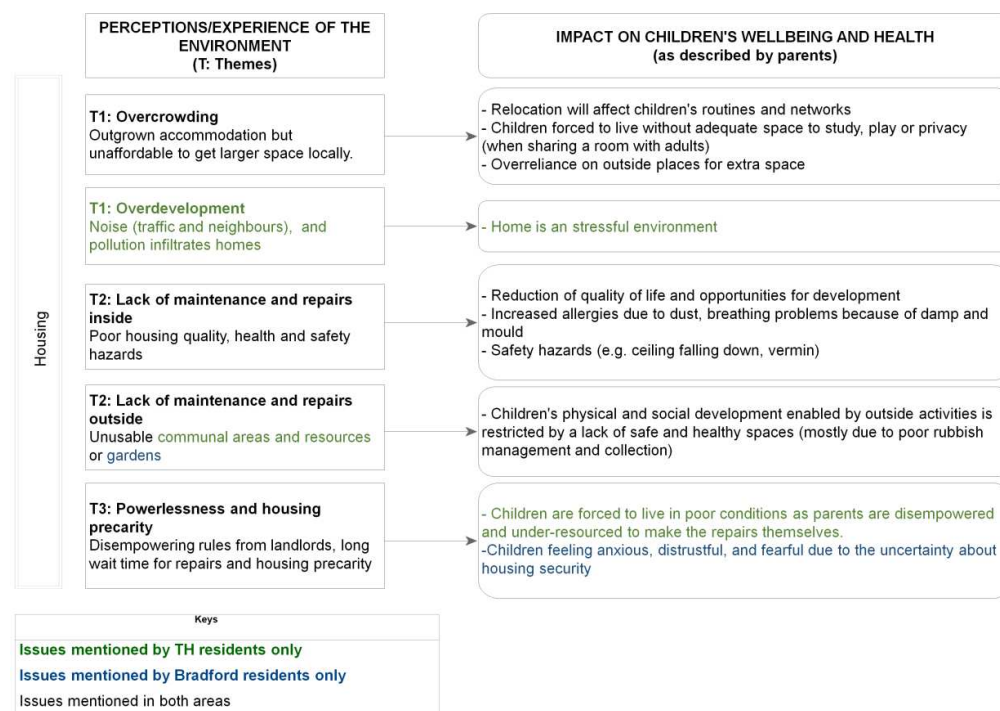 PERCEPTIONS/EXPERIENCE OF THE
ENVIRONMENT
(T: Themes)
IMPACT ON CHILDREN'S WELLBEING AND HEALTH
(as described by parents)
Housing
T1: Overcrowding
Outgrown accommodation but
unaffordable to get larger space locally.
- Relocation will affect children's routines and networks
- Children forced to live without adequate space to study, play or privacy
(when sharing a room with adults)
- Overreliance on outside places for extra space
T1: Overdevelopment
Noise (traffic and neighbours), and
pollution infiltrates homes
- Home is an stressful environment
T2: Lack of maintenance and repairs
inside
Poor housing quality, health and safety
hazards
- Reduction of quality of life and opportunities for development
- Increased allergies due to dust, breathing problems because of damp and
mould
- Safety hazards (e.g. ceiling falling down, vermin)
T2: Lack of maintenance and repairs
outside
Unusable communal areas and resources
or gardens
- Children's physical and social development enabled by outside activities is
restricted by a lack of safe and healthy spaces (mostly due to poor rubbish
management and collection)
T3: Powerlessness and housing
precarity
Disempowering rules from landlords, long
wait time for repairs and housing precarity
- Children are forced to live in poor conditions as parents are disempowered
and under-resourced to make the repairs themselves.
-Children feeling anxious, distrustful, and fearful due to the uncertainty about
housing security
Keys
Issues mentioned by TH residents only
Issues mentioned by Bradford residents only
Issues mentioned in both areas